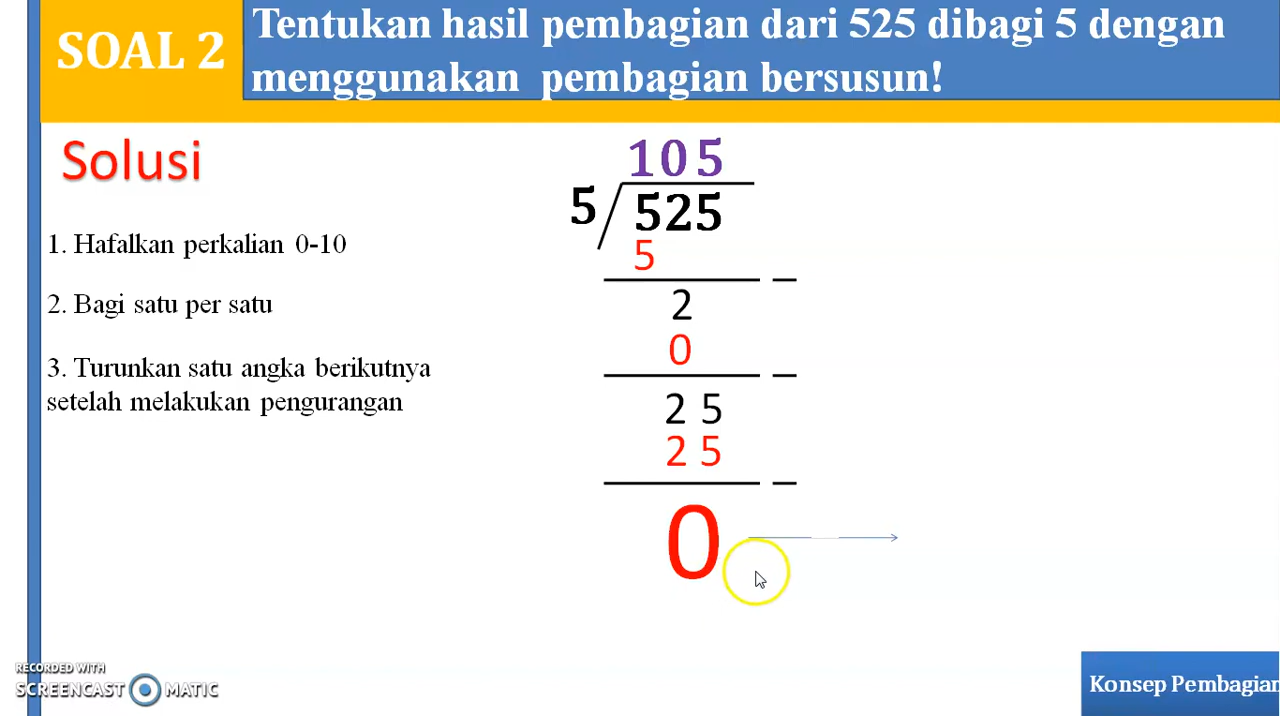 SOAL 2
Tentukan hasil pembagian dari 525 dibagi 5 dengan
menggunakan pembagian bersusun!
Solusi
1. Hafalkan perkalian 0-10
2. Bagi satu per satu
3. Turunkan satu angka berikutnya
setelah melakukan pengurangan
105
5 525
5
2
0
2 5
2 5
0
RECORDED WITH
SCREENCAST MATIC
Konsep Pembagian